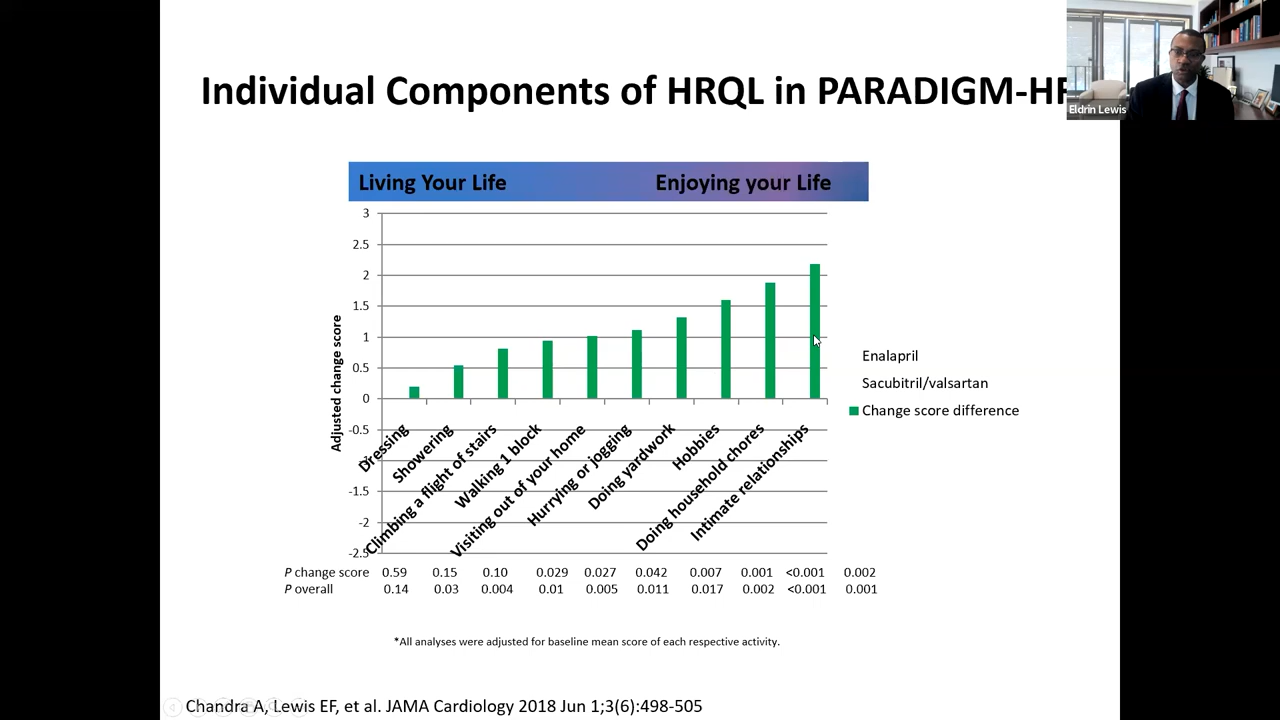 Individual Components of HRQL in PARADIGM-HF
Eldrin Lewis
Living Your Life Enjoying your Life
3
2.5
2
1.5
1
0.5
0
-0.5
-1.5
-2
-2.5
Adjusted change score
Dressing
Showering
Climbing a flight of stairs
Walking 1 block
Visiting out of your home
Hurrying or jogging
Doing yardwork
Hobbies
Doing household chores
Intimate relationships
Enalapril
Sacubitril/valsartan
Change score difference
P change score 0.59 0.15 0.10 0.029 0.027 0.042 0.007 0.001 <0.001 0.002
P overall 0.14 0.03 0.004 0.01 0.005 0.011 0.017 0.002 <0.001 0.001
*All analyses were adjusted for baseline mean score of each respective activity.
Chandra A, Lewis EF, et al. JAMA Cardiology 2018 Jun 1;3(6):498-505